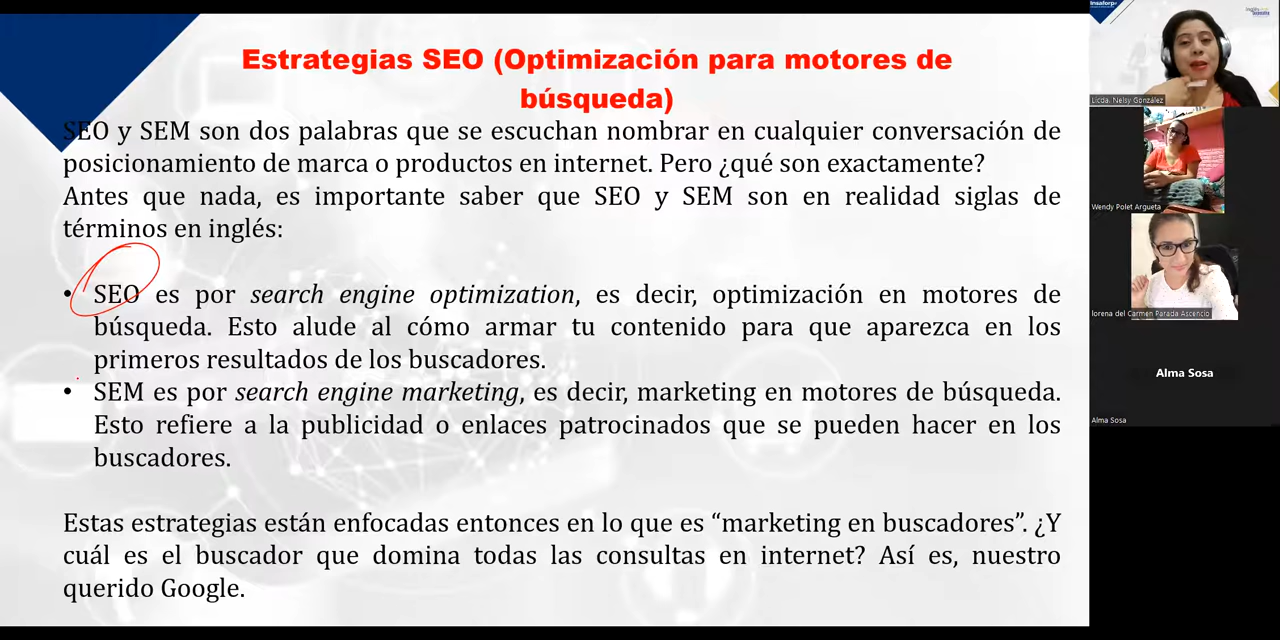 Estrategias SEO (Optimización para motores de
búsqueda)
SEO y SEM son dos palabras que se escuchan nombrar en cualquier conversación de
posicionamiento de marca o productos en internet. Pero ¿qué son exactamente?
Antes que nada, es importante saber que SEO y SEM son en realidad siglas de
términos en inglés:
• SEO es por search engine optimization, es decir, optimización en motores de
búsqueda. Esto alude al cómo armar tu contenido para que aparezca en los
primeros resultados de los buscadores.
• SEM es por search engine marketing, es decir, marketing en motores de búsqueda.
Esto refiere a la publicidad o enlaces patrocinados que se pueden hacer en los
buscadores.
Estas estrategias están enfocadas entonces en lo que es “marketing en buscadores”. ¿Y
cuál es el buscador que domina todas las consultas en internet? Así es, nuestro
querido Google.
Insaforp
Licda. Nelsy González
Wendy Polet Argueta
lorena del Carmen Parada Ascencio
Alma Sosa
Alma Sosa